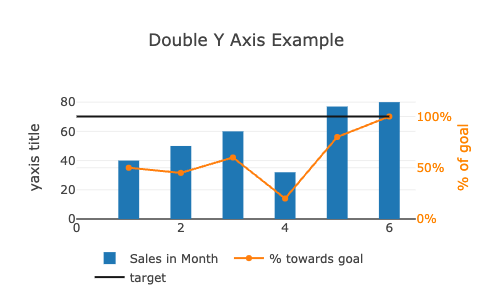 Double Y Axis Example
80
60
40
20
0
yaxis title
100%
50%
0%
% of goal
0 2 4 6
Sales in Month % towards goal
target